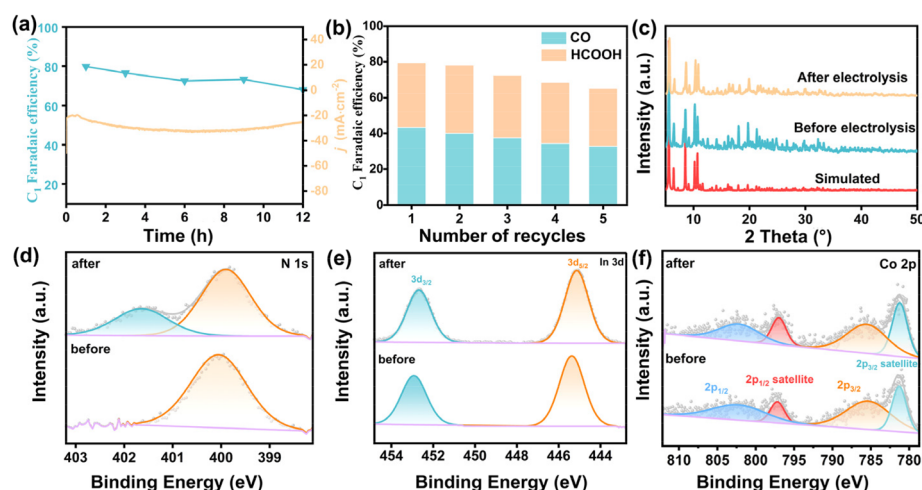 (a)
C₁ Faradaic efficiency (%)
100
80
60
40
20
40
20
0
-20
-40
-60
-80
j (mA·cm⁻²)
0
3
6
9
12
Time (h)
(b)
C₁ Faradaic efficiency (%)
100
80
60
40
20
0
CO
HCOOH
1
2
3
4
5
Number of recycles
(c)
Intensity (a.u.)
After electrolysis
Before electrolysis
Simulated
10
20
30
40
50
2 Theta (°)
(d)
after
N 1s
before
Intensity (a.u.)
403
402
401
400
399
Binding Energy (eV)
(e)
after
In 3d
3d3/2
3d5/2
before
Intensity (a.u.)
454
452
450
448
446
444
Binding Energy (eV)
(f)
Co 2p
after
before
2p1/2
2p1/2 satellite
2p3/2
2p3/2 satellite
Intensity (a.u.)
810
805
800
795
790
785
780
Binding Energy (eV)